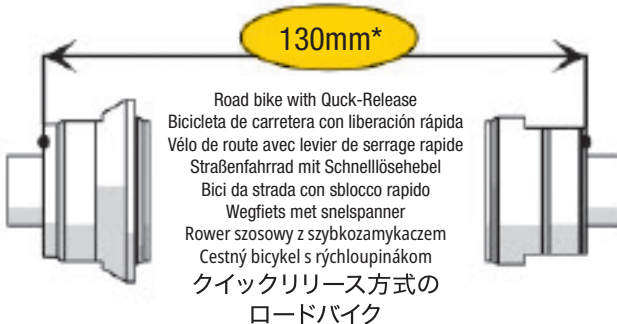 130mm*
Road bike with Quck-Release
Bicicleta de carretera con liberación rápida
Vélo de route avec levier de serrage rapide
Straßenfahrrad mit Schnelllösehebel
Bici da strada con sblocco rapido
Wegfiets met snelspanner
Rower szosowy z szybkozamykaczem
Cestný bicykel s rýchloupinákom
クイックリリース方式の
ロードバイク